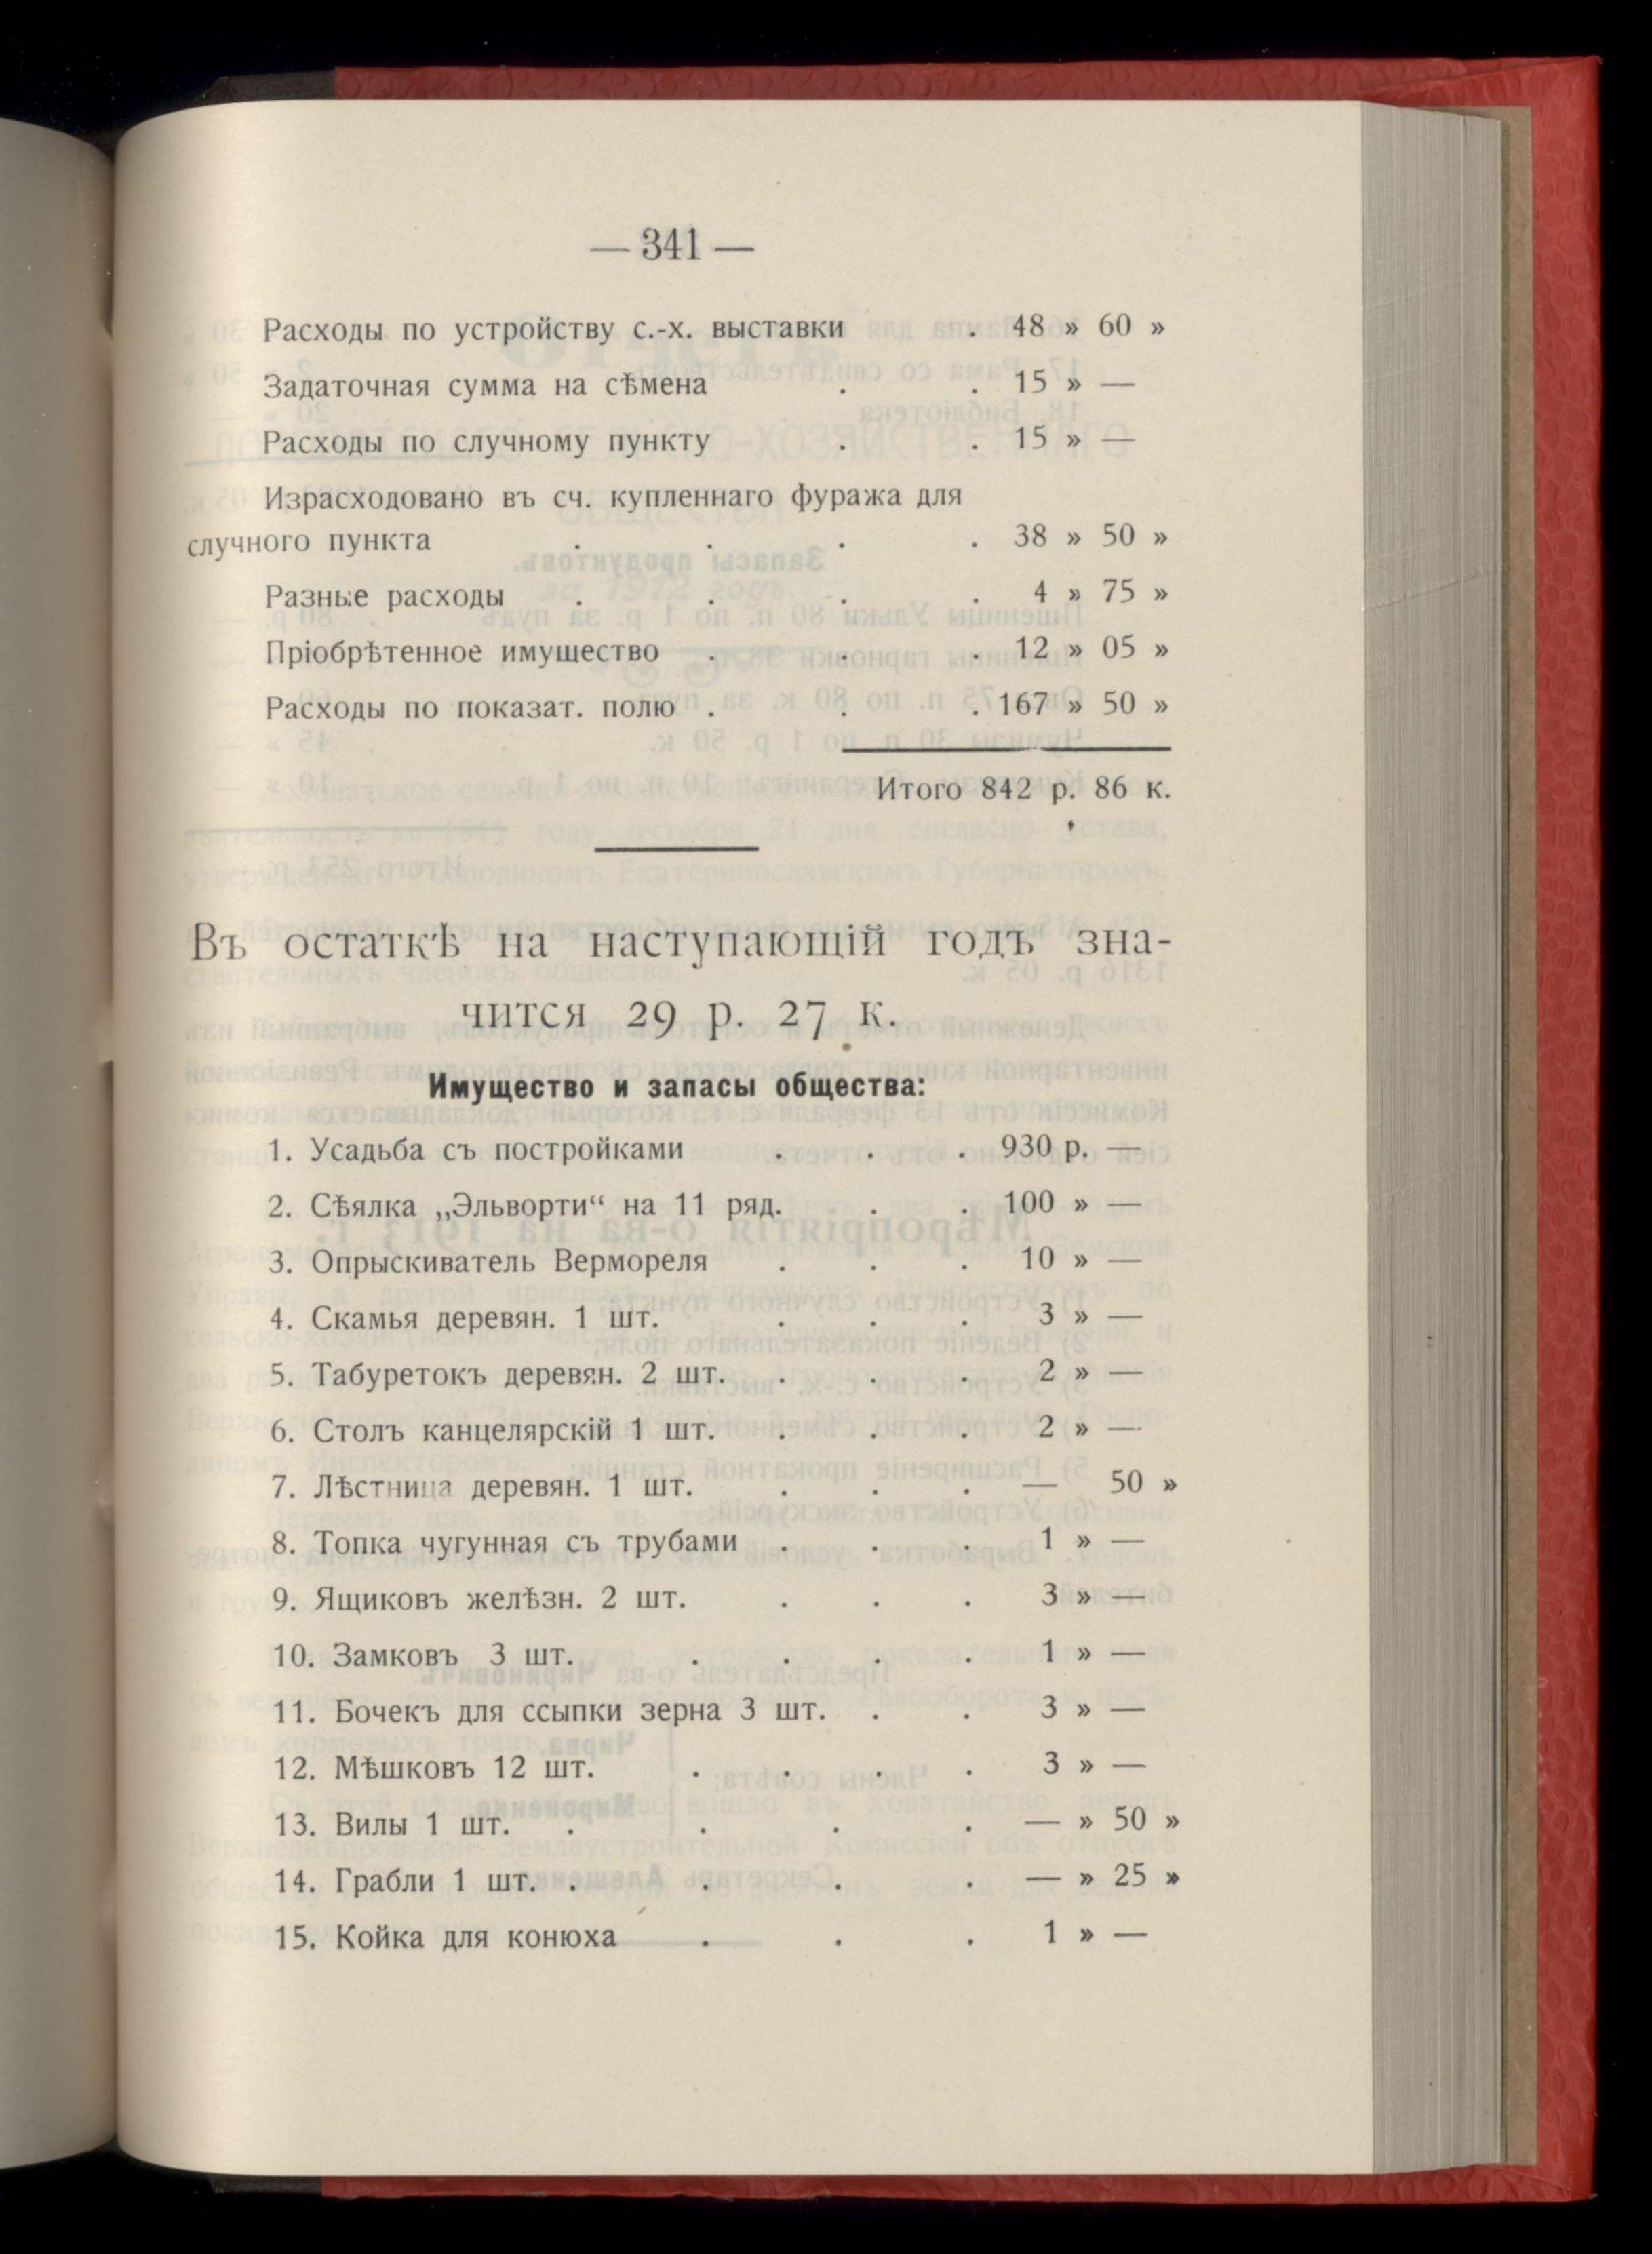 — 341 —
Расходы по устройству с.-х. выставки . 48 » 60 »
Задаточная сумма на сѣмена . . 15 » —
Расходы по случному пункту . . 15 » —
Израсходовано въ сч. купленнаго фуража для
случного пункта . . . . 38 » 50 »
Разные расходы . . . . 4 » 75 »
Пріобрѣтенное имущество . . . 12 » 05 »
Расходы по показат. полю . . . 167 » 50 »
Итого 842 р. 86 к.
Въ остаткѣ на наступающій годъ зна-
чится 29 р. 27 к.
Имущество и запасы общества:
1. Усадьба съ постройками . . . 930 р. —
2. Сѣялка „Эльворти“ на 11 ряд. . . 100 » —
3. Опрыскиватель Вермореля . . . 10 » —
4. Скамья деревян. 1 шт. . . . 3 » —
5. Табуретокъ деревян. 2 шт. . . . 2 » —
6. Столъ канцелярскій 1 шт. . . . 2 » —
7. Лѣстница деревян. 1 шт. . . . — 50 »
8. Топка чугунная съ трубами . . . 1 » —
9. Ящиковъ желѣзн. 2 шт. . . . 3 » —
10. Замковъ 3 шт. . . . . 1 » —
11. Бочекъ для ссыпки зерна 3 шт. . . 3 » —
12. Мѣшковъ 12 шт. . . . . 3 » —
13. Вилы 1 шт. . . . . — » 50 »
14. Грабли 1 шт. . . . . — » 25 »
15. Койка для конюха . . . 1 » —